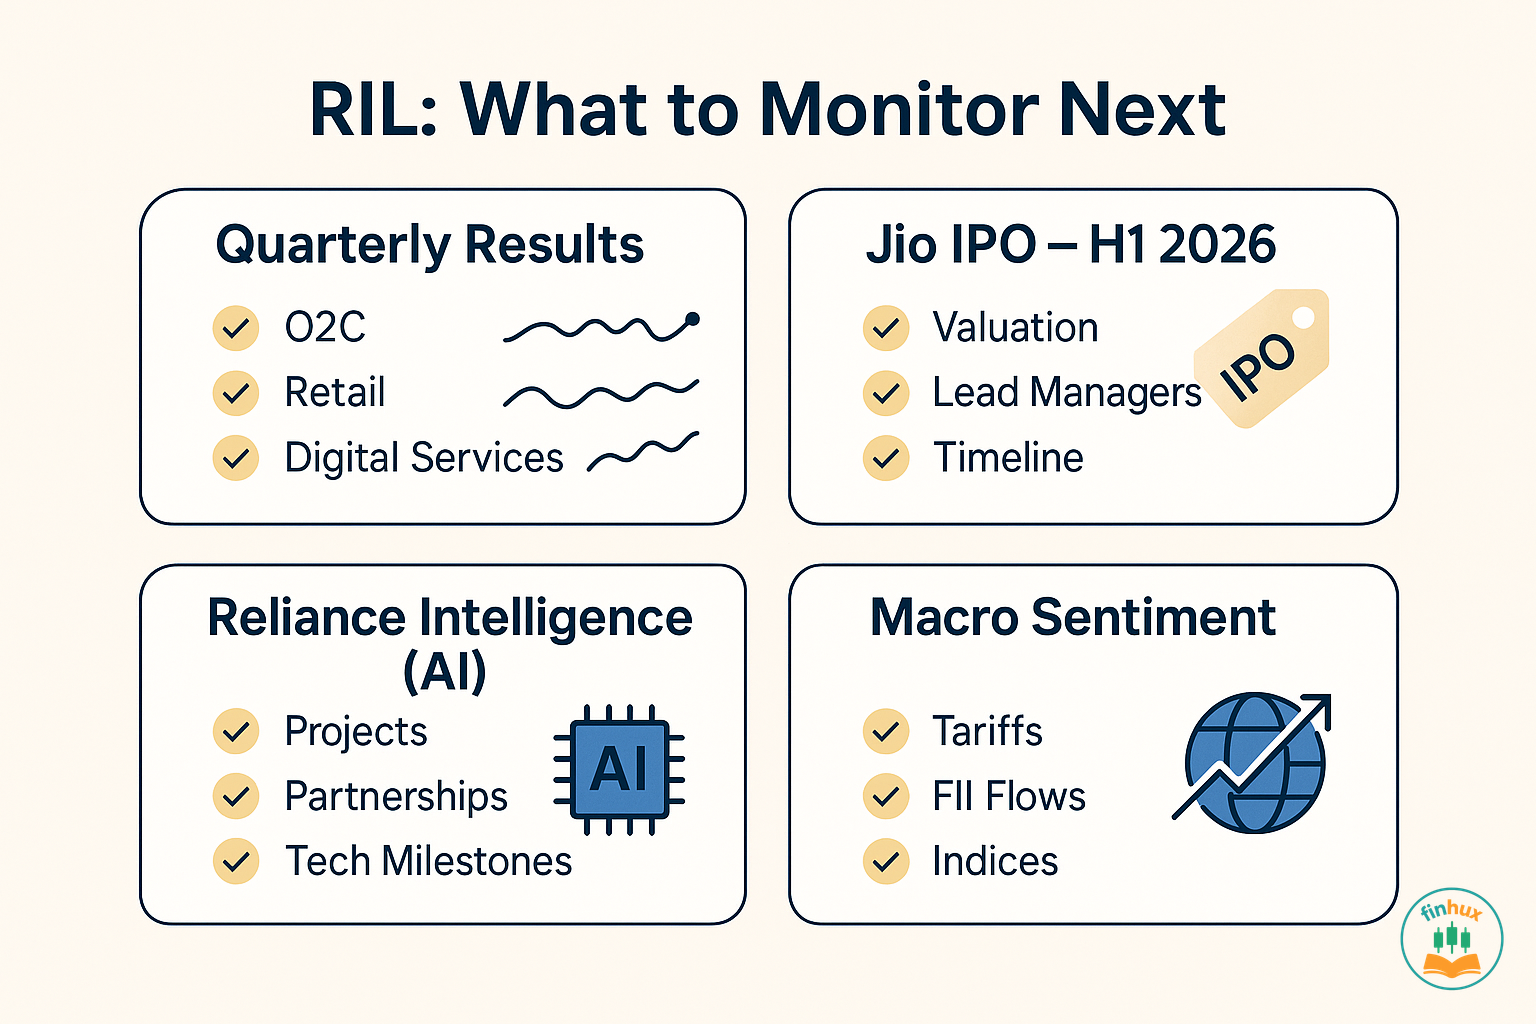 RIL: What to Monitor Next
Quarterly Results
O2C
Retail
Digital Services
Jio IPO – H1 2026
Valuation
Lead Managers
Timeline
IPO
Reliance Intelligence
(AI)
Projects
Partnerships
Tech Milestones
AI
Macro Sentiment
Tariffs
FII Flows
Indices
finhux